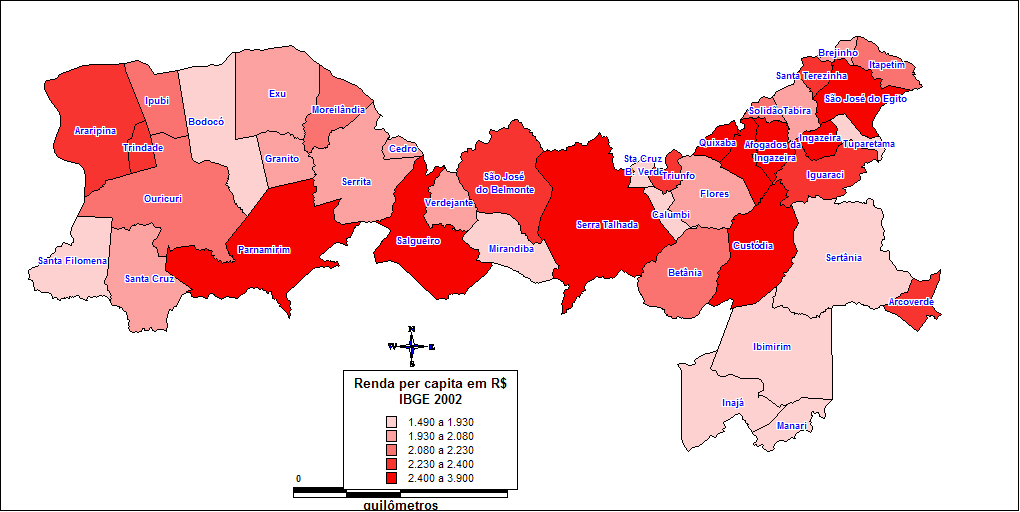 Brejinhó
Itapetim
Santa Terezinha
São José do Egito
Solidão
Tabira
Ingazeira
Tuparetama
Quixaba
Afogados da
Ingazeira
Iguaraci
Exu
Ipubi
Moreilândia
Bodocó
Araripina
Trindade
Cedro
Granito
Serrita
Ouricuri
São José
do Belmonte
Sta.Cruz
B. Verde
Triunfo
Flores
Verdejante
Calumbi
Serra Talhada
Parnamirim
Salgueiro
Mirandiba
Custódia
Santa Filomena
Santa Cruz
Betânia
Sertânia
Arcoverde
Ibimirim
Inajá
Manari
N
W
E
S
Renda per capita em R$
IBGE 2002
1.490 a 1.930
1.930 a 2.080
2.080 a 2.230
2.230 a 2.400
2.400 a 3.900
0
quilômetros